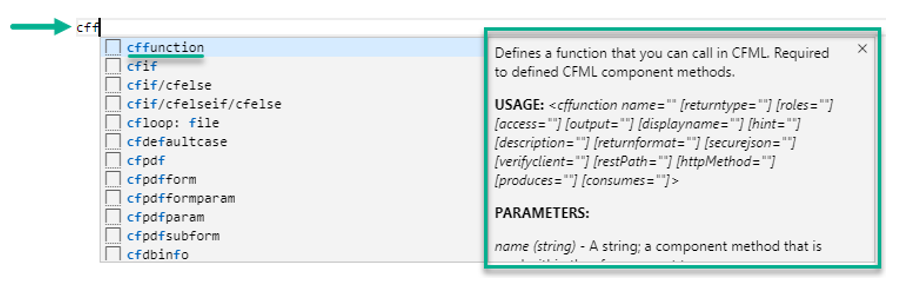 cff
cffunction
cfif
cfif/cfelse
cfif/cfelseif/cfelse
cfloop: file
cfdefaultcase
cfpdf
cfpdfform
cfpdfformparam
cfpdfparam
cfpdfsubform
cfdbinfo
Defines a function that you can call in CFML. Required
to defined CFML component methods.
USAGE: <cffunction name="" [returntype=""] [roles=""]
[access=""] [output=""] [displayname=""] [hint=""]
[description=""] [returnformat=""] [securejson=""]
[verifyclient=""] [restPath=""] [httpMethod=""]
[produces=""] [consumes=""]>
PARAMETERS:
name (string) - A string; a component method that is